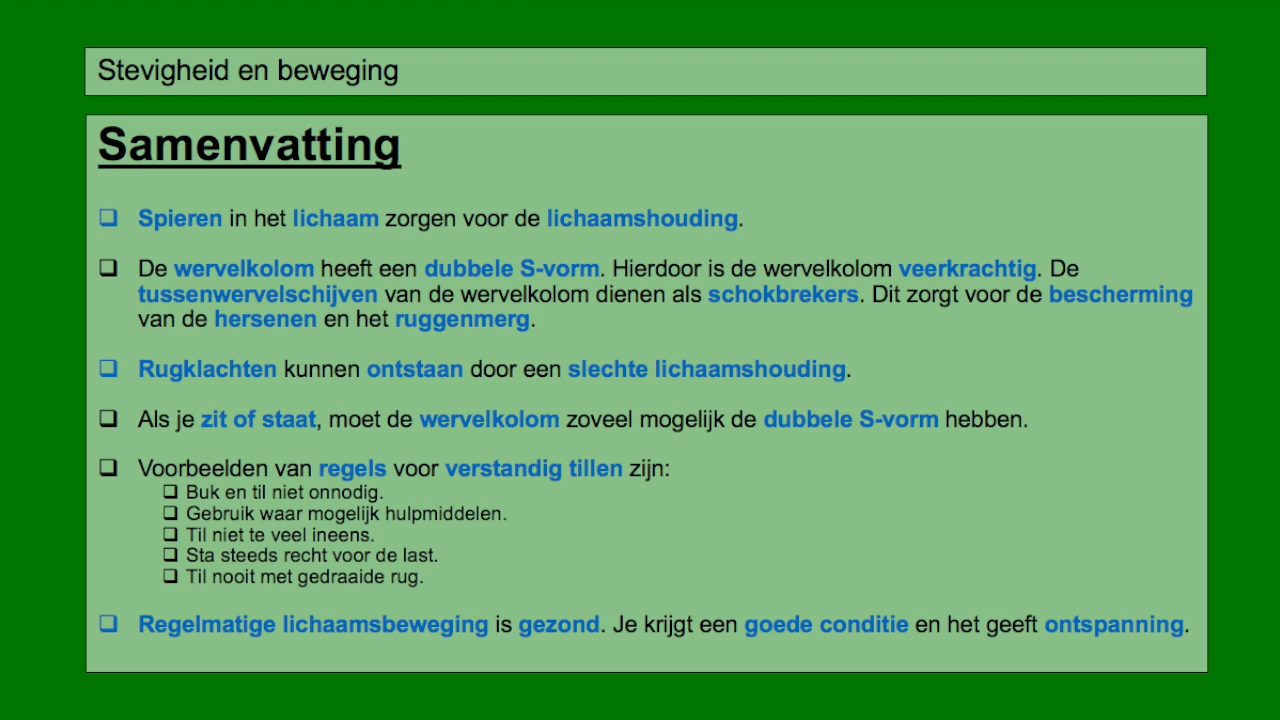 Stevigheid en beweging
Samenvatting
❑ Spieren in het lichaam zorgen voor de lichaamshouding.
❑ De wervelkolom heeft een dubbele S-vorm. Hierdoor is de wervelkolom veerkrachtig. De
tussenwervelschijven van de wervelkolom dienen als schokbrekers. Dit zorgt voor de bescherming
van de hersenen en het ruggenmerg.
❑ Rugklachten kunnen ontstaan door een slechte lichaamshouding.
❑ Als je zit of staat, moet de wervelkolom zoveel mogelijk de dubbele S-vorm hebben.
❑ Voorbeelden van regels voor verstandig tillen zijn:
❑ Buk en til niet onnodig.
❑ Gebruik waar mogelijk hulpmiddelen.
❑ Til niet te veel ineens.
❑ Sta steeds recht voor de last.
❑ Til nooit met gedraaide rug.
❑ Regelmatige lichaamsbeweging is gezond. Je krijgt een goede conditie en het geeft ontspanning.